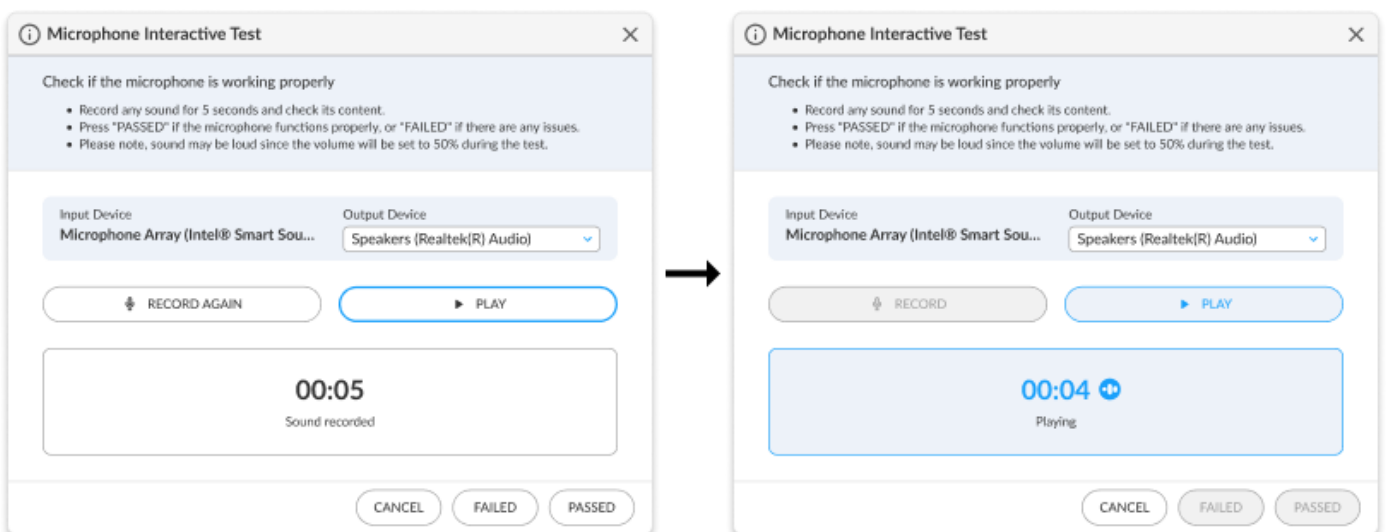 Microphone Interactive Test
Check if the microphone is working properly
• Record any sound for 5 seconds and check its content.
• Press "PASSED" if the microphone functions properly, or "FAILED" if there are any issues.
• Please note, sound may be loud since the volume will be set to 50% during the test.
Input Device
Microphone Array (Intel® Smart Sou...
Output Device
Speakers (Realtek(R) Audio)
RECORD AGAIN
PLAY
00:05
Sound recorded
CANCEL
FAILED
PASSED
Microphone Interactive Test
Check if the microphone is working properly
• Record any sound for 5 seconds and check its content.
• Press "PASSED" if the microphone functions properly, or "FAILED" if there are any issues.
• Please note, sound may be loud since the volume will be set to 50% during the test.
Input Device
Microphone Array (Intel® Smart Sou...
Output Device
Speakers (Realtek(R) Audio)
RECORD
PLAY
00:04
Playing
CANCEL
FAILED
PASSED